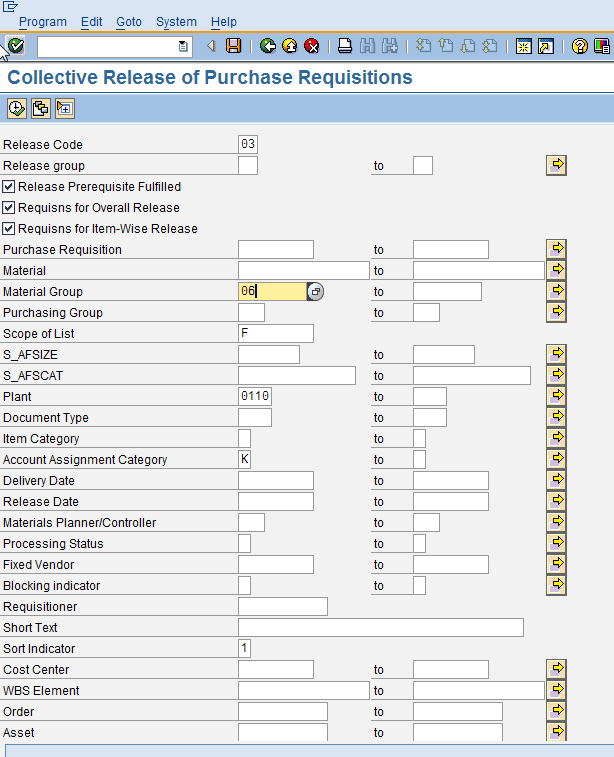 Program Edit Goto System Help
Collective Release of Purchase Requisitions
Release Code 03
Release group to
Release Prerequisite Fulfilled
Requisns for Overall Release
Requisns for Item-Wise Release
Purchase Requisition to
Material to
Material Group 06 to
Purchasing Group to
Scope of List F
S_AFSIZE to
S_AFSCAT to
Plant 0110 to
Document Type to
Item Category to
Account Assignment Category K to
Delivery Date to
Release Date to
Materials Planner/Controller to
Processing Status to
Fixed Vendor to
Blocking indicator to
Requisitioner
Short Text
Sort Indicator 1
Cost Center to
WBS Element to
Order to
Asset to